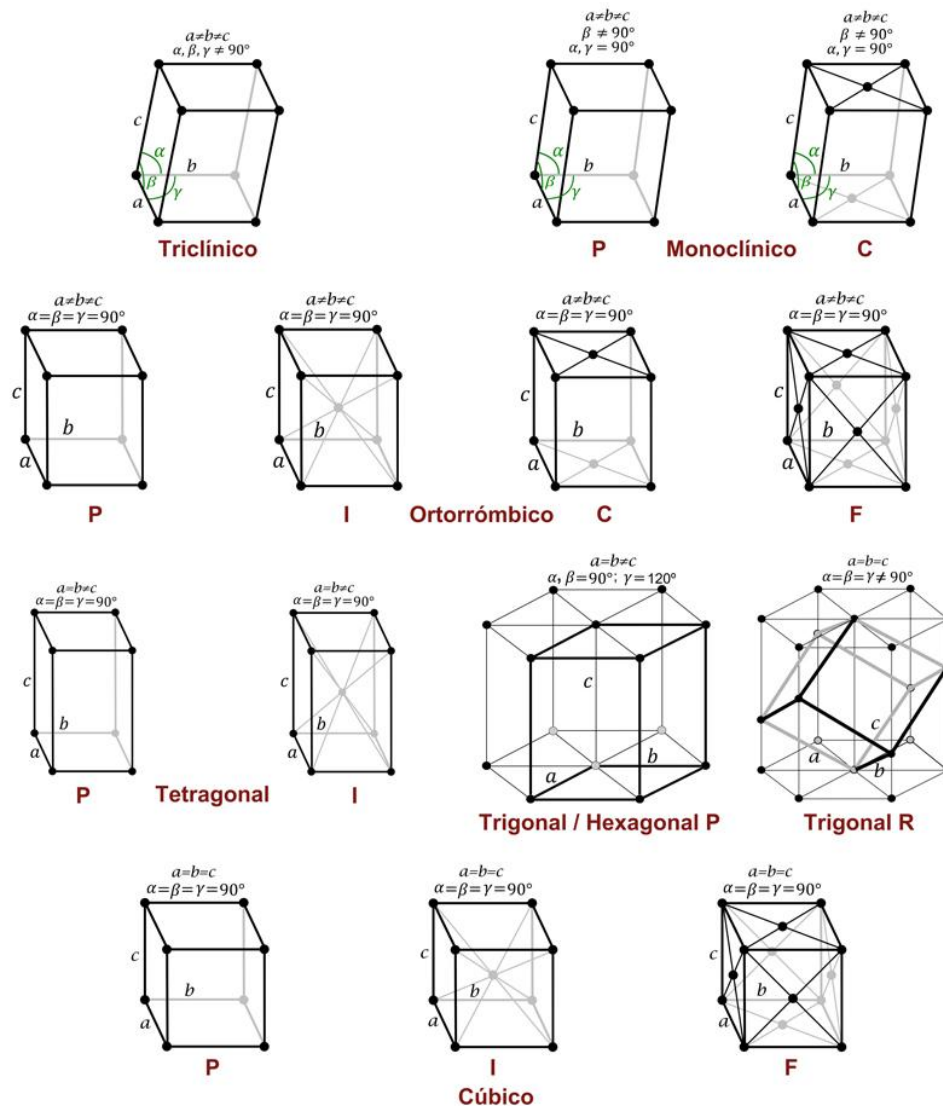 a≠b≠c
α, β, γ ≠ 90°
c
α
b
β
γ
a
Triclínico
a≠b≠c
β ≠ 90°
α, γ = 90°
c
α
b
β
γ
a
P
Monoclínico
a≠b≠c
β ≠ 90°
α, γ = 90°
c
α
b
β
γ
a
C
a≠b≠c
α=β=γ=90°
c
b
a
P
a≠b≠c
α=β=γ=90°
c
b
a
I
Ortorrómbico
a≠b≠c
α=β=γ=90°
c
b
a
C
a≠b≠c
α=β=γ=90°
c
b
a
F
a=b≠c
α=β=γ=90°
c
b
a
P
Tetragonal
a=b≠c
α=β=γ=90°
c
b
a
I
a=b≠c
α, β=90°; γ=120°
c
a
b
Trigonal / Hexagonal P
a=b=c
α=β=γ≠ 90°
c
a
b
Trigonal R
a=b=c
α=β=γ=90°
c
b
a
P
a=b=c
α=β=γ=90°
c
b
a
I
a=b=c
α=β=γ=90°
c
b
a
F
Cúbico